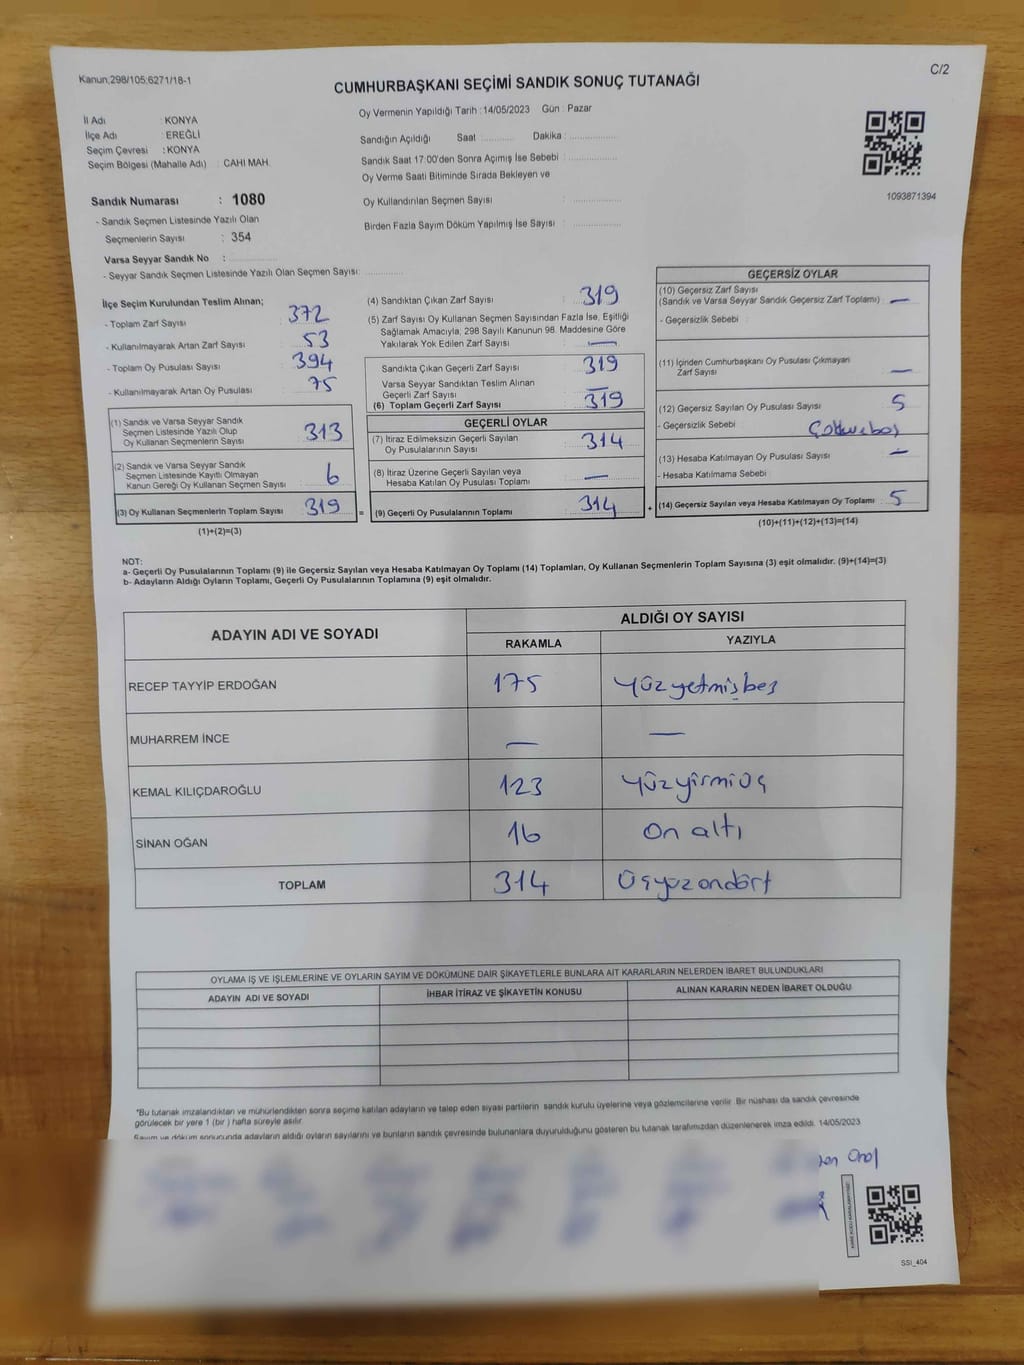 Kanun;298/105;6271/18-1
C/2
CUMHURBAŞKANI SEÇİMİ SANDIK SONUÇ TUTANAĞI
Oy Vermenin Yapıldığı Tarih : 14/05/2023 Gün : Pazar
İl Adı : KONYA
İlçe Adı : EREĞLİ
Seçim Çevresi : KONYA
Seçim Bölgesi (Mahalle Adı) : CAHI MAH.
Sandık Numarası : 1080
- Sandık Seçmen Listesinde Yazılı Olan
Seçmenlerin Sayısı : 354
Varsa Seyyar Sandık No :
- Seyyar Sandık Seçmen Listesinde Yazılı Olan Seçmen Sayısı:
Sandığın Açıldığı Saat Dakika :
Sandık Saat 17:00'den Sonra Açımış İse Sebebi :
Oy Verme Saati Bitiminde Sırada Bekleyen ve
Oy Kullandırılan Seçmen Sayısı :
Birden Fazla Sayım Döküm Yapılmış İse Sayısı :
1093871394
İlçe Seçim Kurulundan Teslim Alınan;
- Toplam Zarf Sayısı : 372
- Kullanılmayarak Artan Zarf Sayısı : 53
- Toplam Oy Pusulası Sayısı : 394
- Kullanılmayarak Artan Oy Pusulası : 75
(1) Sandık ve Varsa Seyyar Sandık
Seçmen Listesinde Yazılı Olup
Oy Kullanan Seçmenlerin Sayısı : 313
(2) Sandık ve Varsa Seyyar Sandık
Seçmen Listesinde Kayıtlı Olmayan
Kanun Gereği Oy Kullanan Seçmen Sayısı : 6
(3) Oy Kullanan Seçmenlerin Toplam Sayısı : 319 =
(1)+(2)=(3)
(4) Sandıktan Çıkan Zarf Sayısı : 319
(5) Zarf Sayısı Oy Kullanan Seçmen Sayısından Fazla İse, Eşitliği
Sağlamak Amacıyla, 298 Sayılı Kanunun 98. Maddesine Göre
Yakılarak Yok Edilen Zarf Sayısı : —
Sandıkta Çıkan Geçerli Zarf Sayısı : 319
Varsa Seyyar Sandıktan Teslim Alınan
Geçerli Zarf Sayısı : —
(6) Toplam Geçerli Zarf Sayısı : 319
GEÇERLİ OYLAR
(7) İtiraz Edilmeksizin Geçerli Sayılan
Oy Pusulalarının Sayısı : 314
(8) İtiraz Üzerine Geçerli Sayılan veya
Hesaba Katılan Oy Pusulası Toplamı : —
(9) Geçerli Oy Pusulalarının Toplamı : 314 +
GEÇERSİZ OYLAR
(10) Geçersiz Zarf Sayısı
(Sandık ve Varsa Seyyar Sandık Geçersiz Zarf Toplamı) : —
- Geçersizlik Sebebi :
(11) İçinden Cumhurbaşkanı Oy Pusulası Çıkmayan
Zarf Sayısı : —
(12) Geçersiz Sayılan Oy Pusulası Sayısı : 5
- Geçersizlik Sebebi :
(13) Hesaba Katılmayan Oy Pusulası Sayısı : —
- Hesaba Katılmama Sebebi :
(14) Geçersiz Sayılan veya Hesaba Katılmayan Oy Toplamı : 5
(10)+(11)+(12)+(13)=(14)
NOT:
a- Geçerli Oy Pusulalarının Toplamı (9) ile Geçersiz Sayılan veya Hesaba Katılmayan Oy Toplamı (14) Toplamları, Oy Kullanan Seçmenlerin Toplam Sayısına (3) eşit olmalıdır. (9)+(14)=(3)
b- Adayların Aldığı Oyların Toplamı, Geçerli Oy Pusulalarının Toplamına (9) eşit olmalıdır.
ADAYIN ADI VE SOYADI
ALDIĞI OY SAYISI
RAKAMLA YAZIYLA
RECEP TAYYİP ERDOĞAN 175 Yüzyetmişbeş
MUHARREM İNCE — —
KEMAL KILIÇDAROĞLU 123 Yüzyirmiüç
SİNAN OĞAN 16 On altı
TOPLAM 314 Üçyüzondört
OYLAMA İŞ VE İŞLEMLERİNE VE OYLARIN SAYIM VE DÖKÜMÜNE DAİR ŞİKAYETLERLE BUNLARA AİT KARARLARIN NELERDEN İBARET BULUNDUKLARI
ADAYIN ADI VE SOYADI İHBAR İTİRAZ VE ŞİKAYETİN KONUSU ALINAN KARARIN NEDEN İBARET OLDUĞU
*Bu tutanak imzalandıktan ve mühürlendikten sonra seçime katılan adayların ve talep eden siyasi partilerin sandık kurulu üyelerine veya gözlemcilerine verilir. Bir nüshası da sandık çevresinde
görülecek bir yere 1 (bir ) hafta süreyle asılır.
Sayım ve döküm sonucunda adayların aldığı oyların sayılarını ve bunların sandık çevresinde bulunanlara duyurulduğunu gösteren bu tutanak tarafımızdan düzenlenerek imza edildi. 14/05/2023
SSI_404